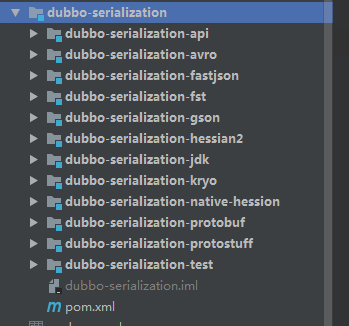 dubbo-serialization
dubbo-serialization-api
dubbo-serialization-avro
dubbo-serialization-fastjson
dubbo-serialization-fst
dubbo-serialization-gson
dubbo-serialization-hessian2
dubbo-serialization-jdk
dubbo-serialization-kryo
dubbo-serialization-native-hession
dubbo-serialization-protobuf
dubbo-serialization-protostuff
dubbo-serialization-test
dubbo-serialization.iml
m pom.xml